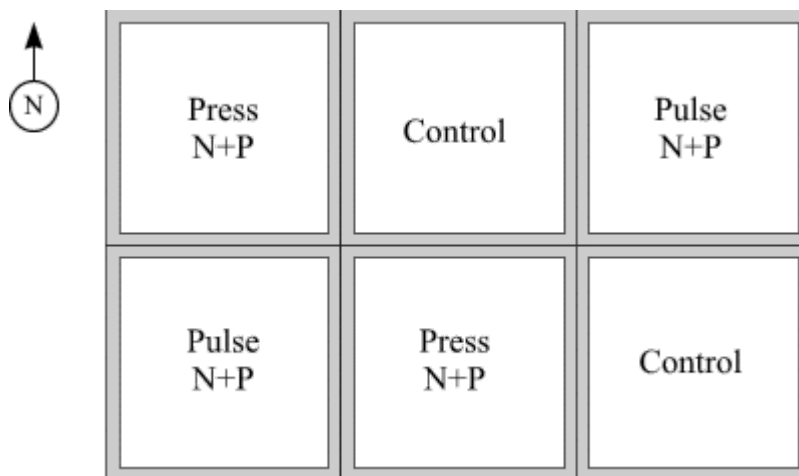 N
Press
N+P
Control
Pulse
N+P
Pulse
N+P
Press
N+P
Control